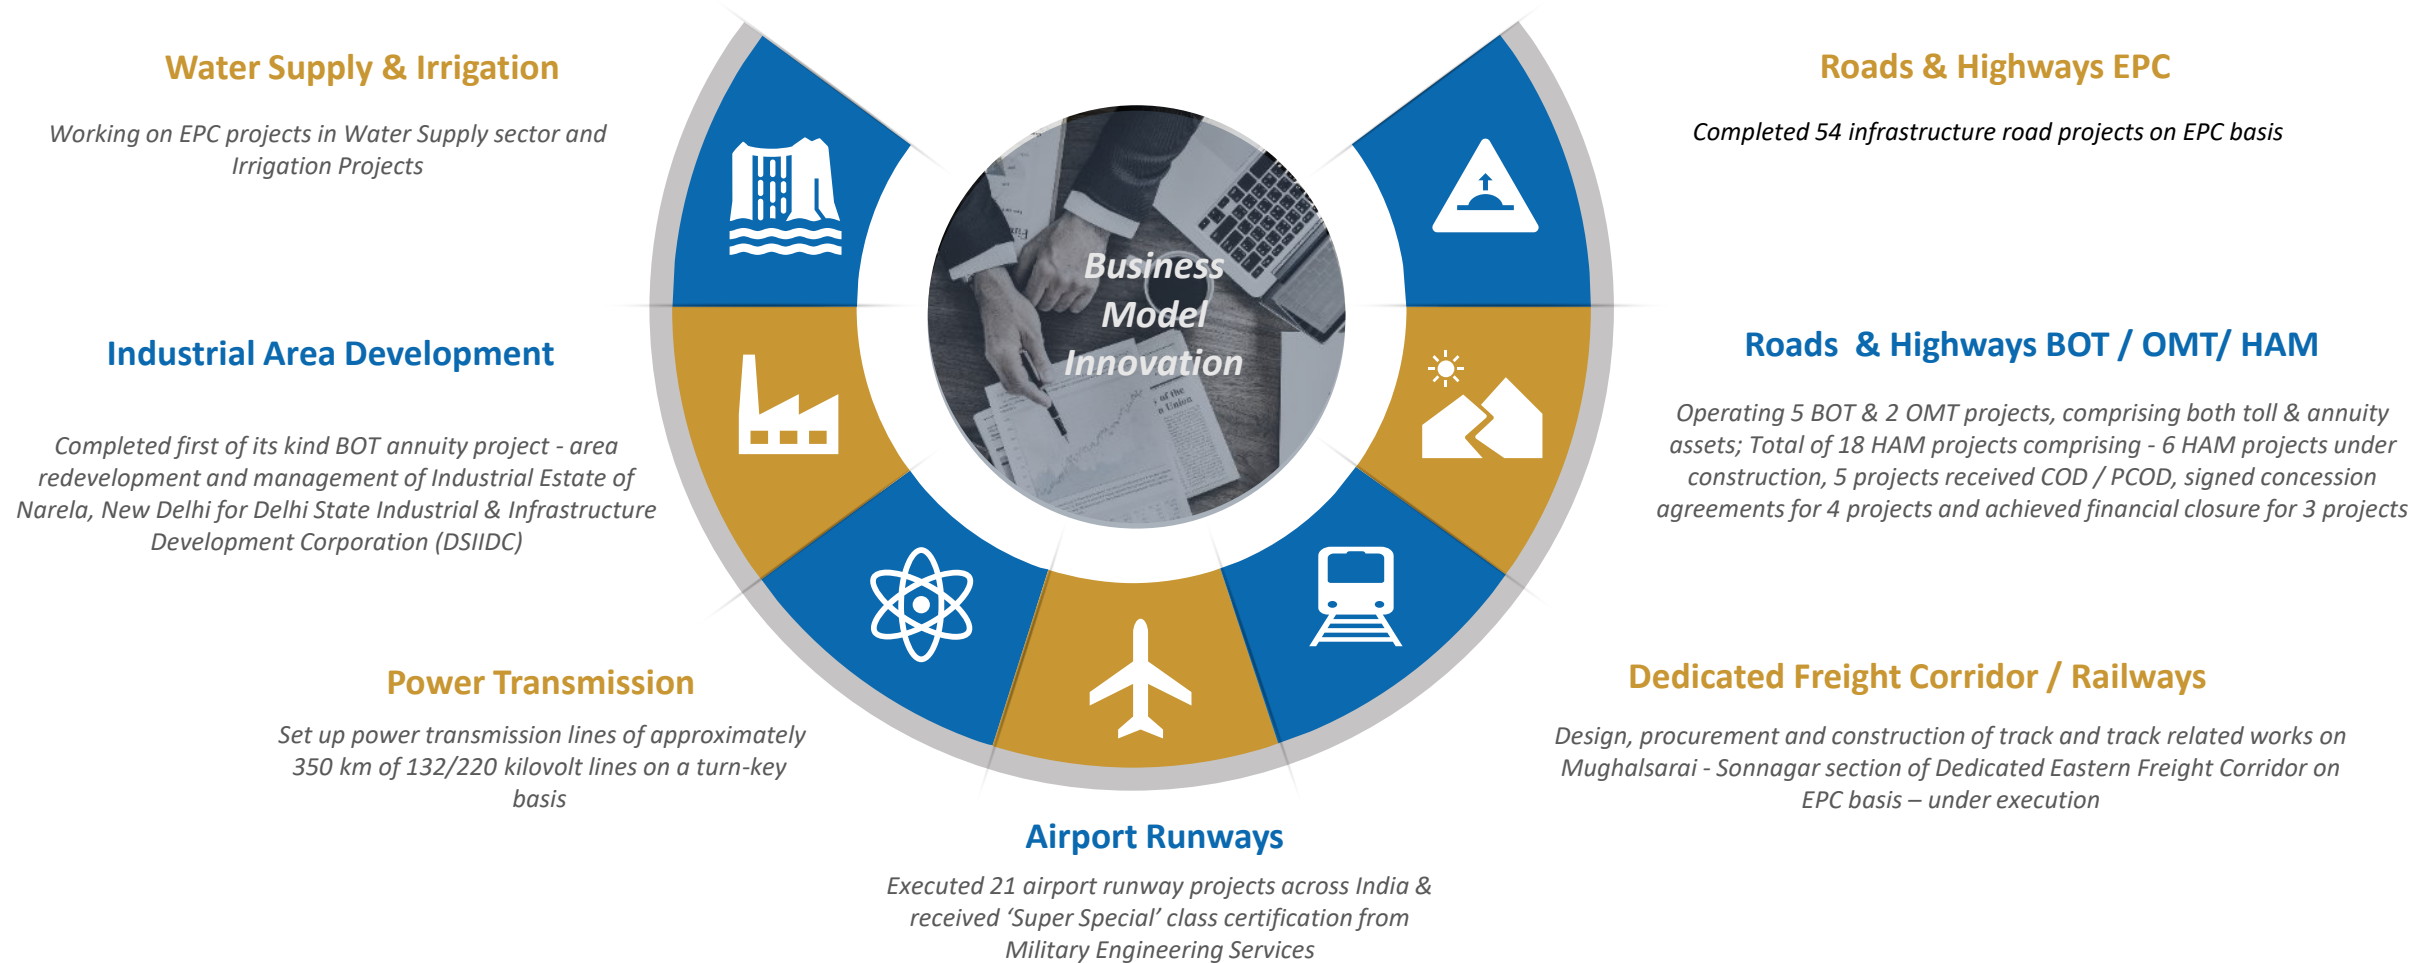 Water Supply & Irrigation
Working on EPC projects in Water Supply sector and
Irrigation Projects
Industrial Area Development
Completed first of its kind BOT annuity project - area
redevelopment and management of Industrial Estate of
Narela, New Delhi for Delhi State Industrial & Infrastructure
Development Corporation (DSIIDC)
Power Transmission
Set up power transmission lines of approximately
350 km of 132/220 kilovolt lines on a turn-key
basis
Business
Model
Innovation
Airport Runways
Executed 21 airport runway projects across India &
received ‘Super Special’ class certification from
Military Engineering Services
Roads & Highways EPC
Completed 54 infrastructure road projects on EPC basis
Roads & Highways BOT / OMT/ HAM
Operating 5 BOT & 2 OMT projects, comprising both toll & annuity
assets; Total of 18 HAM projects comprising - 6 HAM projects under
construction, 5 projects received COD / PCOD, signed concession
agreements for 4 projects and achieved financial closure for 3 projects
Dedicated Freight Corridor / Railways
Design, procurement and construction of track and track related works on
Mughalsarai - Sonnagar section of Dedicated Eastern Freight Corridor on
EPC basis – under execution